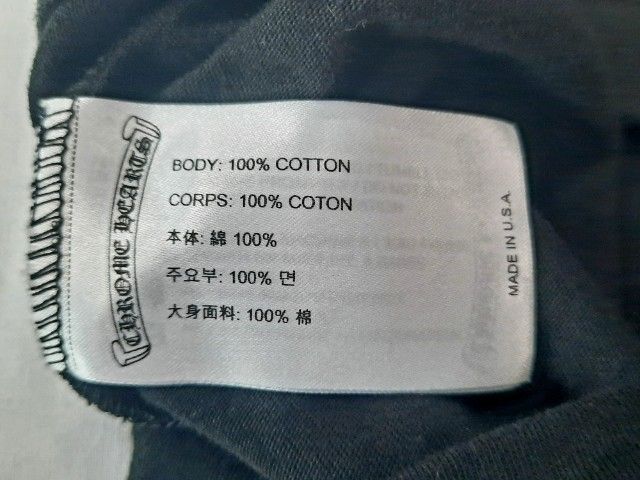 CHROME HEARTS
BODY: 100% COTTON
CORPS: 100% COTON
本体: 綿 100%
주요부: 100% 면
大身面料: 100% 棉
MADE IN U.S.A.